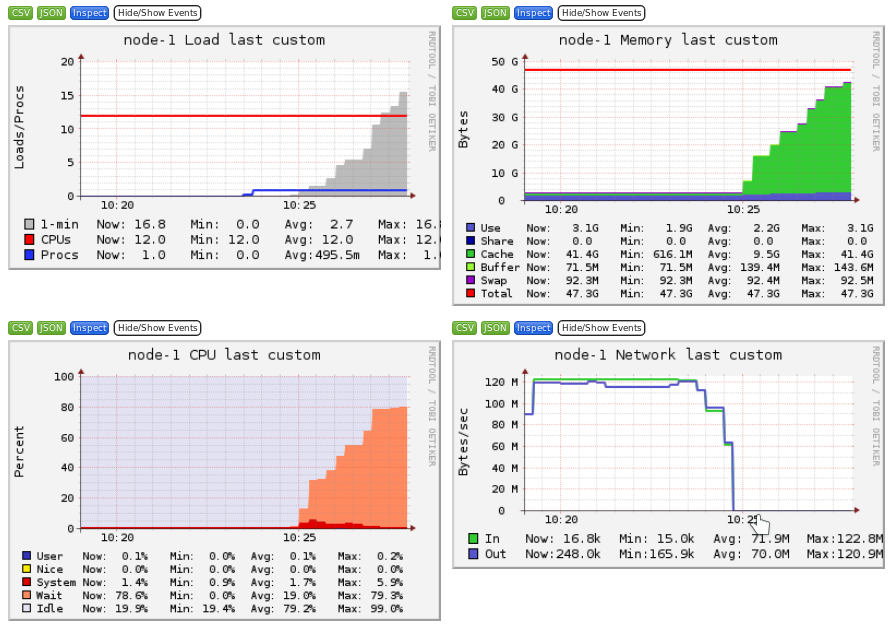 CSV JSON Inspect Hide/Show Events
node-1 Load last custom
RRDTOOL / TOBI OETIKER
Loads/Procs
20
15
10
5
0
10:20 10:25
1-min Now: 16.8 Min: 0.0 Avg: 2.7 Max: 16.
CPUs Now: 12.0 Min: 12.0 Avg: 12.0 Max: 12.
Procs Now: 1.0 Min: 0.0 Avg:495.5m Max: 1.
CSV JSON Inspect Hide/Show Events
node-1 Memory last custom
RRDTOOL / TOBI OETIKER
Bytes
50 G
40 G
30 G
20 G
10 G
0
10:20 10:25
Use Now: 3.1G Min: 1.9G Avg: 2.2G Max: 3.1G
Share Now: 0.0 Min: 0.0 Avg: 0.0 Max: 0.0
Cache Now: 41.4G Min: 616.1M Avg: 9.5G Max: 41.4G
Buffer Now: 71.5M Min: 71.5M Avg: 139.4M Max: 143.6M
Swap Now: 92.3M Min: 92.3M Avg: 92.4M Max: 92.5M
Total Now: 47.3G Min: 47.3G Avg: 47.3G Max: 47.3G
CSV JSON Inspect Hide/Show Events
node-1 CPU last custom
RRDTOOL / TOBI OETIKER
Percent
100
80
60
40
20
0
10:20 10:25
User Now: 0.1% Min: 0.0% Avg: 0.1% Max: 0.2%
Nice Now: 0.0% Min: 0.0% Avg: 0.0% Max: 0.0%
System Now: 1.4% Min: 0.9% Avg: 1.7% Max: 5.9%
Wait Now: 78.6% Min: 0.0% Avg: 19.0% Max: 79.3%
Idle Now: 19.9% Min: 19.4% Avg: 79.2% Max: 99.0%
CSV JSON Inspect Hide/Show Events
node-1 Network last custom
RRDTOOL / TOBI OETIKER
Bytes/sec
120 M
100 M
80 M
60 M
40 M
20 M
0
10:20
In Now: 16.8k Min: 15.0k Avg: 71.9M Max:122.8M
Out Now:248.0k Min:165.9k Avg: 70.0M Max:120.9M